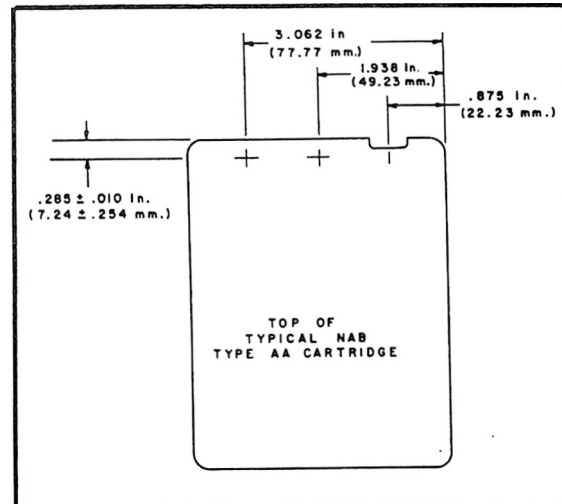 3.062 in
(77.77 mm.)
1.938 In.
(49.23 mm.)
.875 in.
(22.23 mm.)
.285 ± .010 In.
(7.24 ± .254 mm.)
TOP OF
TYPICAL NAB
TYPE AA CARTRIDGE